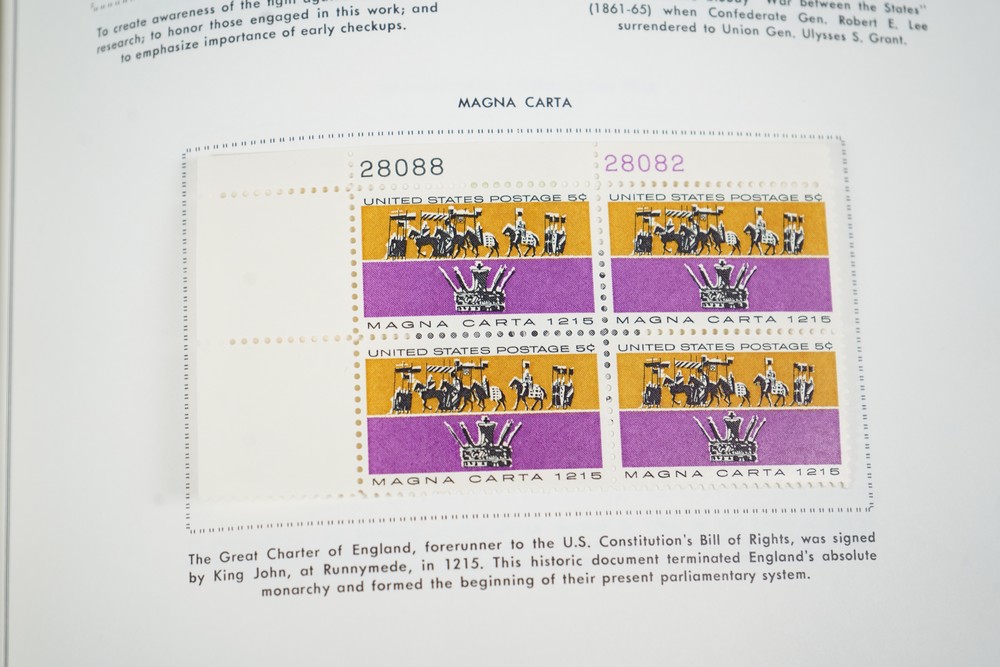 To create awareness of the fight
research; to honor those engaged in this work; and
to emphasize importance of early checkups.
"War between the States"
(1861-65) when Confederate Gen. Robert E. Lee
surrendered to Union Gen. Ulysses S. Grant.
MAGNA CARTA
28088
28082
UNITED STATES POSTAGE 5¢
MAGNA CARTA 1215
UNITED STATES POSTAGE 5¢
MAGNA CARTA 1215
UNITED STATES POSTAGE 5¢
MAGNA CARTA 1215
UNITED STATES POSTAGE 5¢
MAGNA CARTA 1215
The Great Charter of England, forerunner to the U.S. Constitution's Bill of Rights, was signed
by King John, at Runnymede, in 1215. This historic document terminated England's absolute
monarchy and formed the beginning of their present parliamentary system.